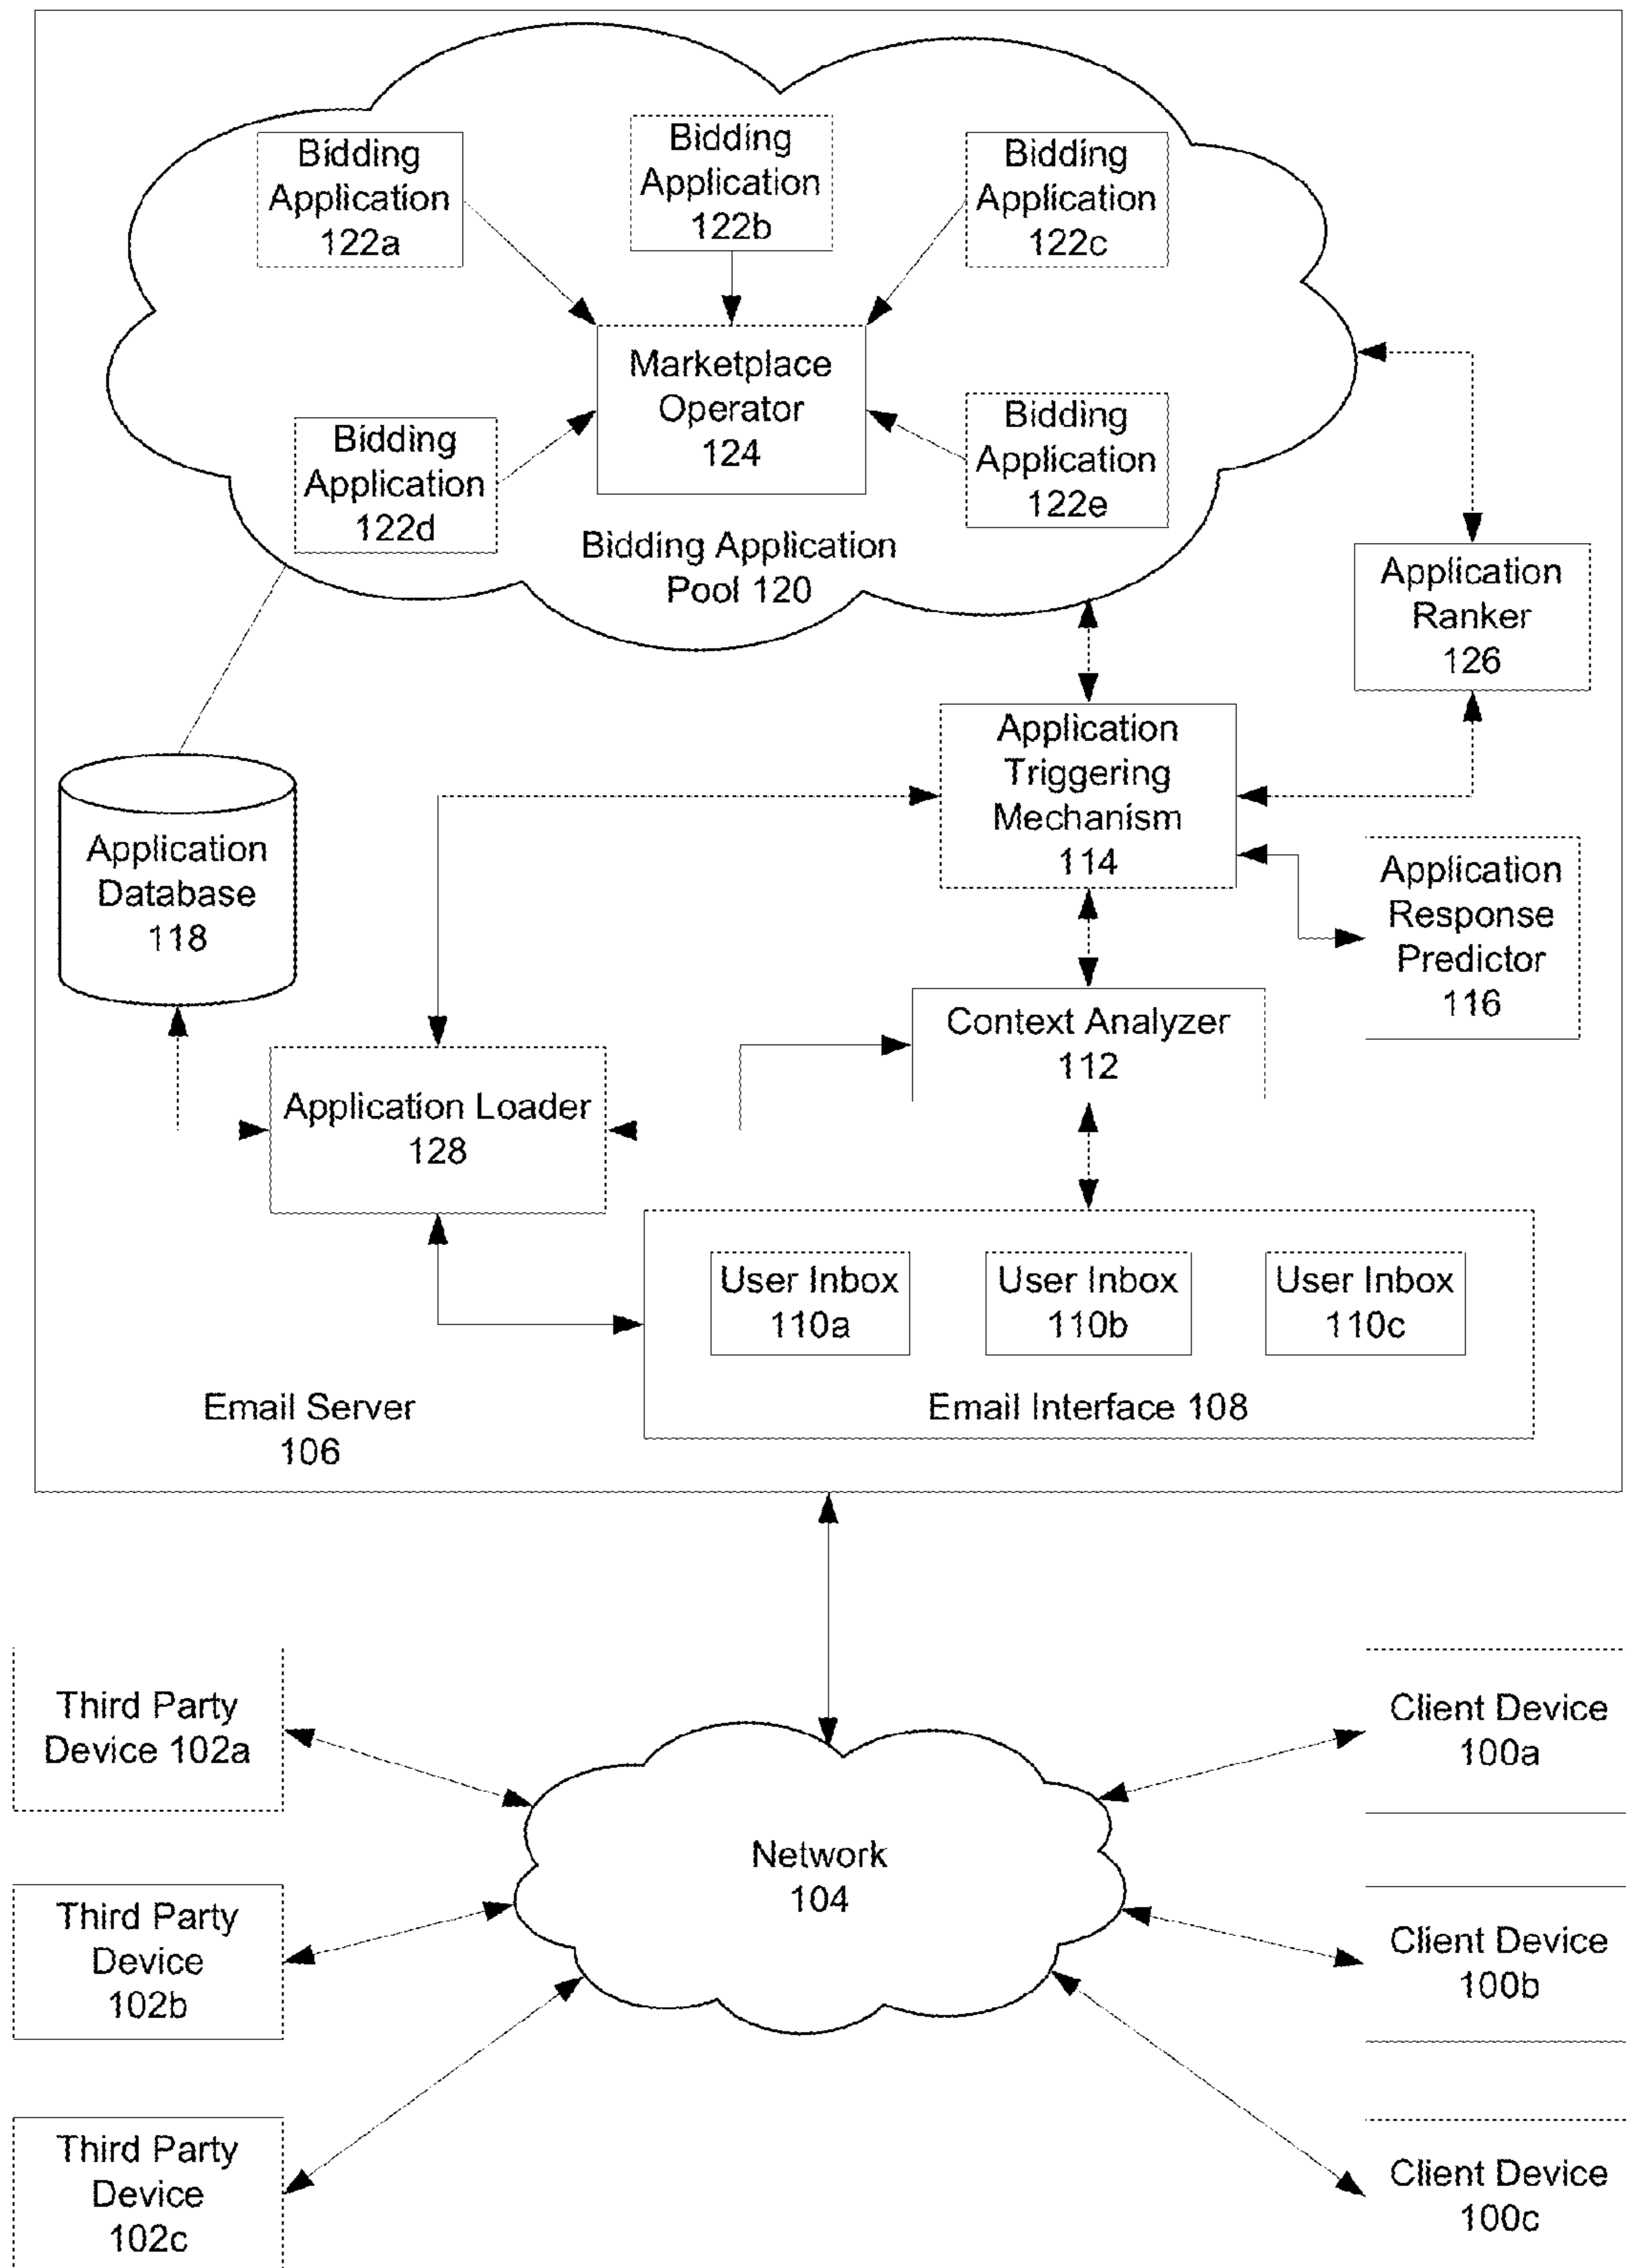 Bidding
Application
122a
Bidding
Application
122b
Bidding
Application
122c
Marketplace
Operator
124
Bidding
Application
122d
Bidding
Application
122e
Bidding Application
Pool 120
Application
Ranker
126
Application
Triggering
Mechanism
114
Application
Database
118
Application
Response
Predictor
116
Context Analyzer
112
Application Loader
128
User Inbox
110a
User Inbox
110b
User Inbox
110c
Email Server
106
Email Interface 108
Third Party
Device 102a
Client Device
100a
Network
104
Third Party
Device
102b
Client Device
100b
Third Party
Device
102c
Client Device
100c